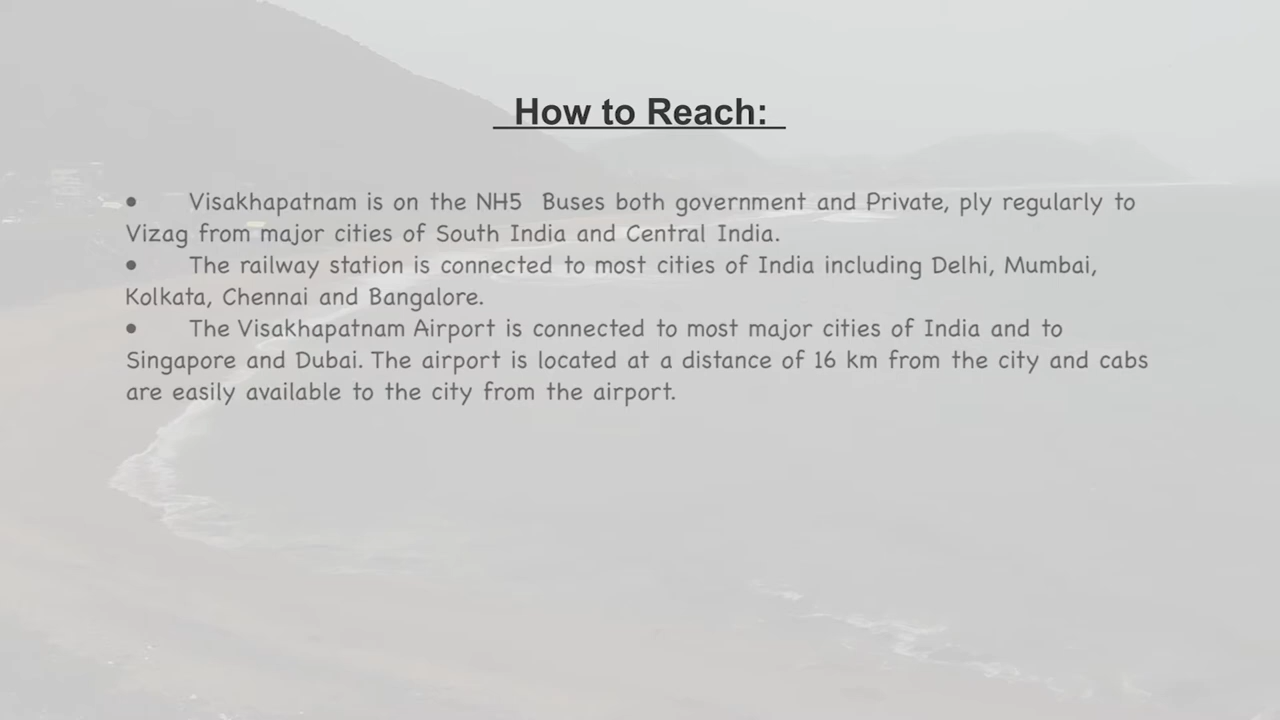 How to Reach:
• Visakhapatnam is on the NH5 Buses both government and Private, ply regularly to
Vizag from major cities of South India and Central India.
• The railway station is connected to most cities of India including Delhi, Mumbai,
Kolkata, Chennai and Bangalore.
• The Visakhapatnam Airport is connected to most major cities of India and to
Singapore and Dubai. The airport is located at a distance of 16 km from the city and cabs
are easily available to the city from the airport.